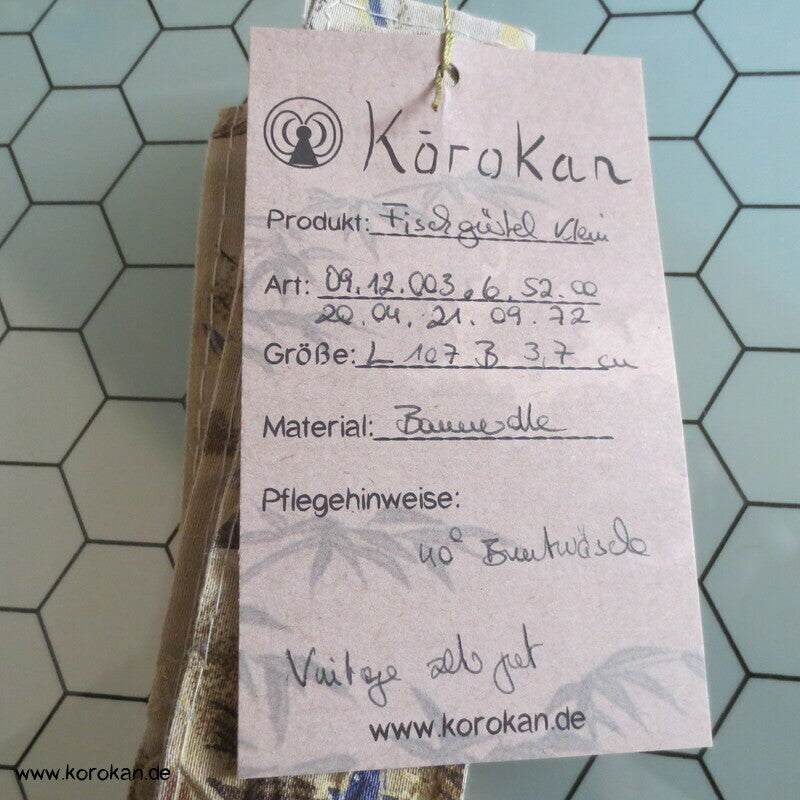 Kōrokan
Produkt: Fischgürtel Klein
Art: 09.12.003.6.52.00
20.04.21.09.72
Größe: L 107 B 3,7 cm
Material: Baumwolle
Pflegehinweise:
40° Buntwäsche
Vintage sehr gut
www.korokan.de
www.korokan.de